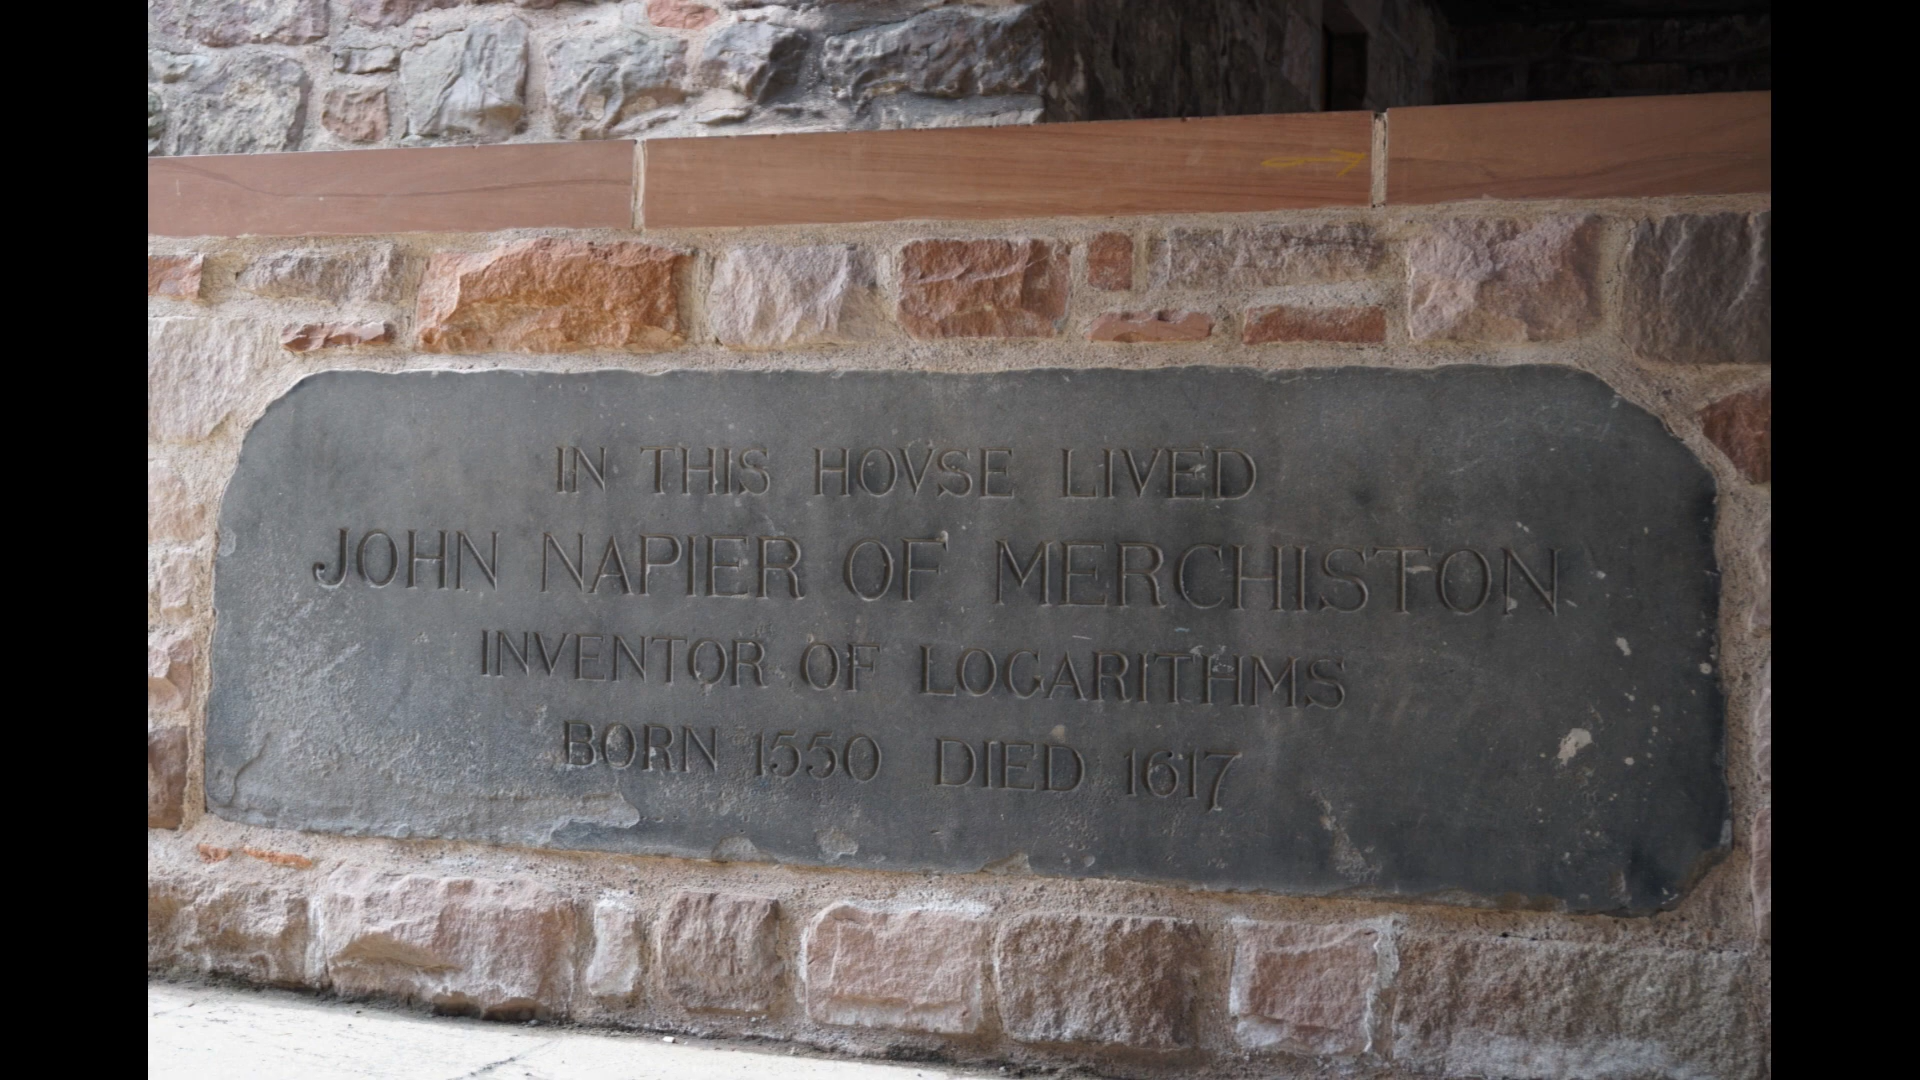 IN THIS HOVSE LIVED
JOHN NAPIER OF MERCHISTON
INVENTOR OF LOGARITHMS
BORN 1550 DIED 1617